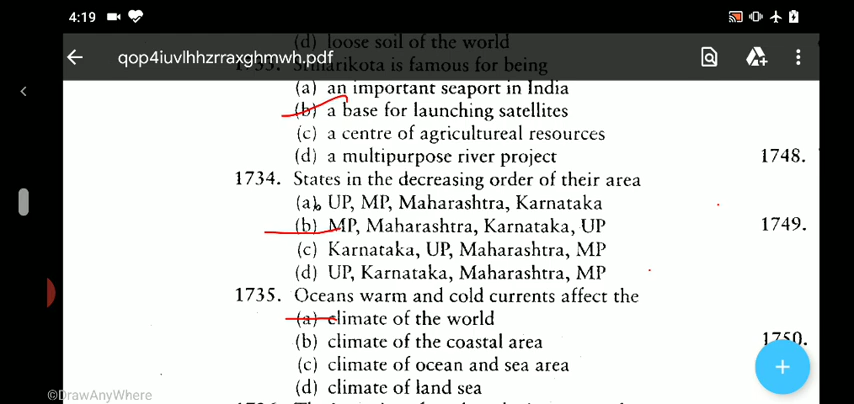 4:19
qop4iuvlhhzrraxghmwh.pdf
(d) loose soil of the world
is famous for being
(a) an important seaport in India
(b) a base for launching satellites
(c) a centre of agricultureal resources
(d) a multipurpose river project
1748.
1734. States in the decreasing order of their area
(a) UP, MP, Maharashtra, Karnataka
(b) MP, Maharashtra, Karnataka, UP
1749.
(c) Karnataka, UP, Maharashtra, MP
(d) UP, Karnataka, Maharashtra, MP
1735. Oceans warm and cold currents affect the
(a) climate of the world
(b) climate of the coastal area
1750.
(c) climate of ocean and sea area
(d) climate of land sea
©DrawAnyWhere